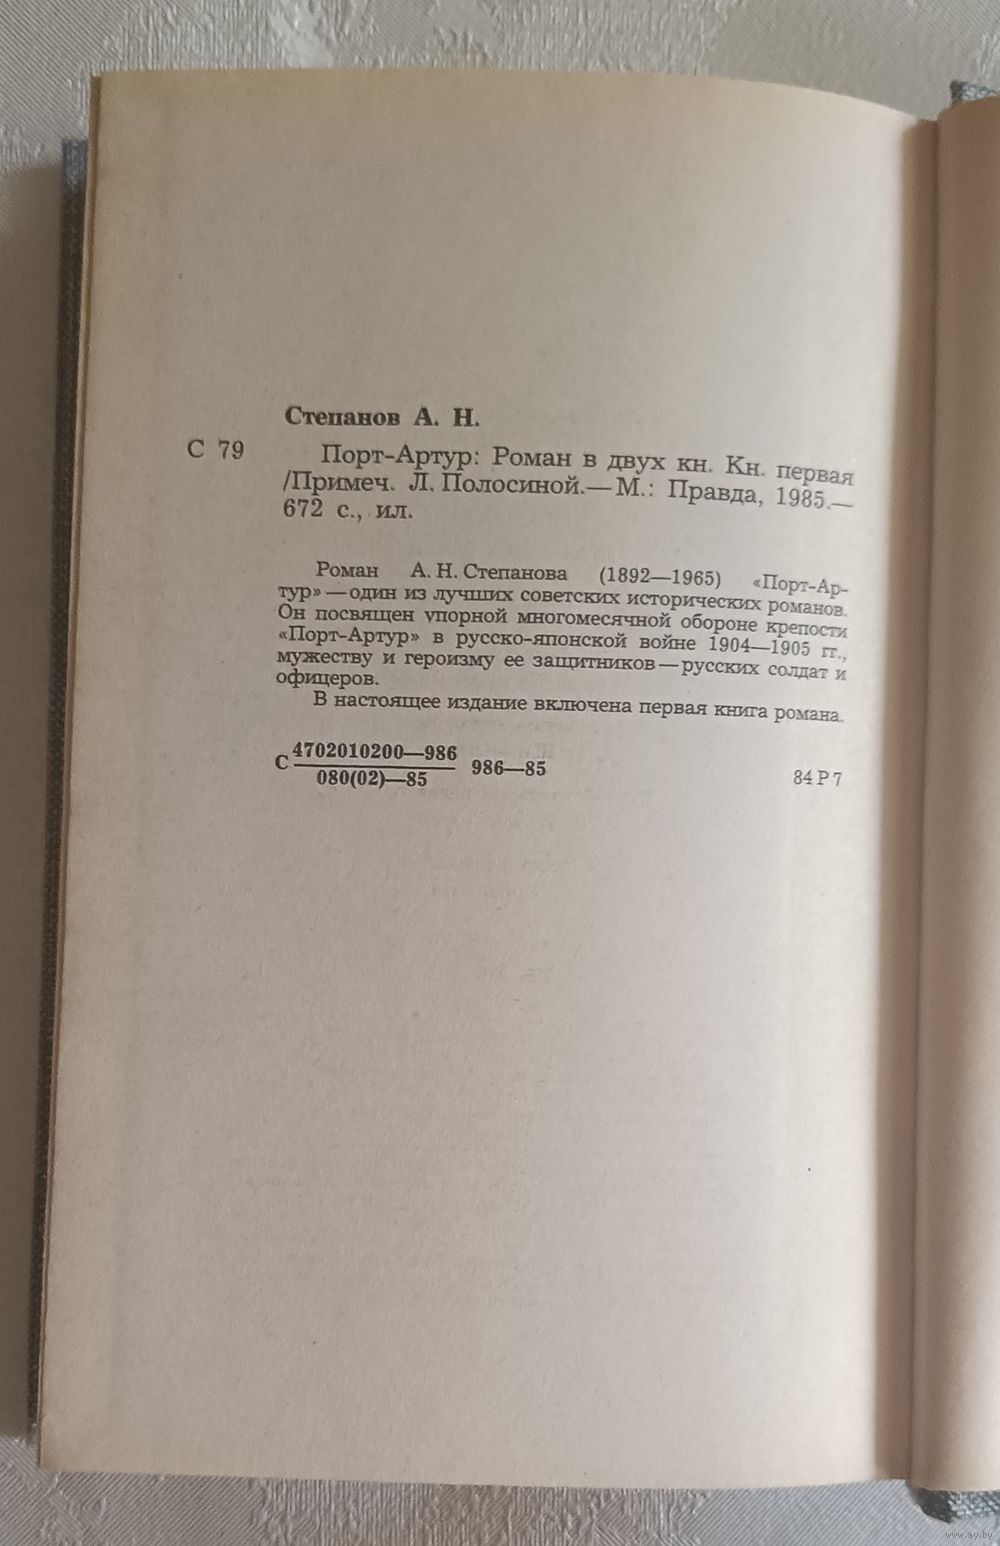 Степанов А. Н.
С 79
Порт-Артур: Роман в двух кн. Кн. первая
/Примеч. Л. Полосиной.— М.: Правда, 1985.—
672 с., ил.
Роман А. Н. Степанова (1892—1965) «Порт-Ар-
тур» — один из лучших советских исторических романов.
Он посвящен упорной многомесячной обороне крепости
«Порт-Артур» в русско-японской войне 1904—1905 гг.,
мужеству и героизму ее защитников — русских солдат и
офицеров.
В настоящее издание включена первая книга романа.
С 4702010200—986
080(02)—85
986—85
84 Р 7
www.ay.by